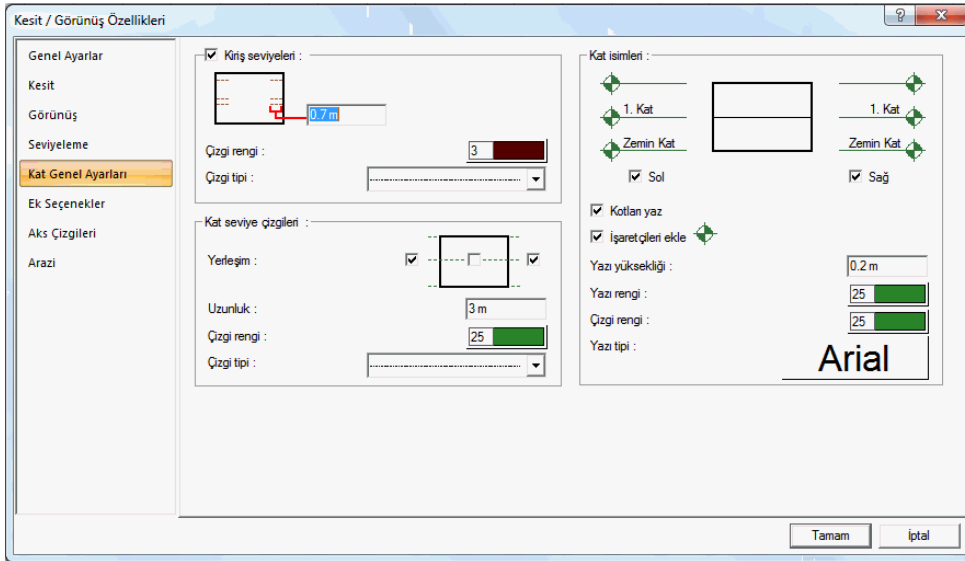 Kesit / Görünüş Özellikleri
Genel Ayarlar
Kesit
Görünüş
Seviyeleme
Kat Genel Ayarları
Ek Seçenekler
Aks Çizgileri
Arazi
Kiriş seviyeleri :
0.7 m
Çizgi rengi :
3
Çizgi tipi :
Kat seviye çizgileri :
Yerleşim :
Uzunluk :
3 m
Çizgi rengi :
25
Çizgi tipi :
Kat isimleri :
1. Kat
1. Kat
Zemin Kat
Zemin Kat
Sol
Sağ
Kotları yaz
İşaretçileri ekle
Yazı yüksekliği :
0.2 m
Yazı rengi :
25
Çizgi rengi :
25
Yazı tipi :
Arial
Tamam
İptal